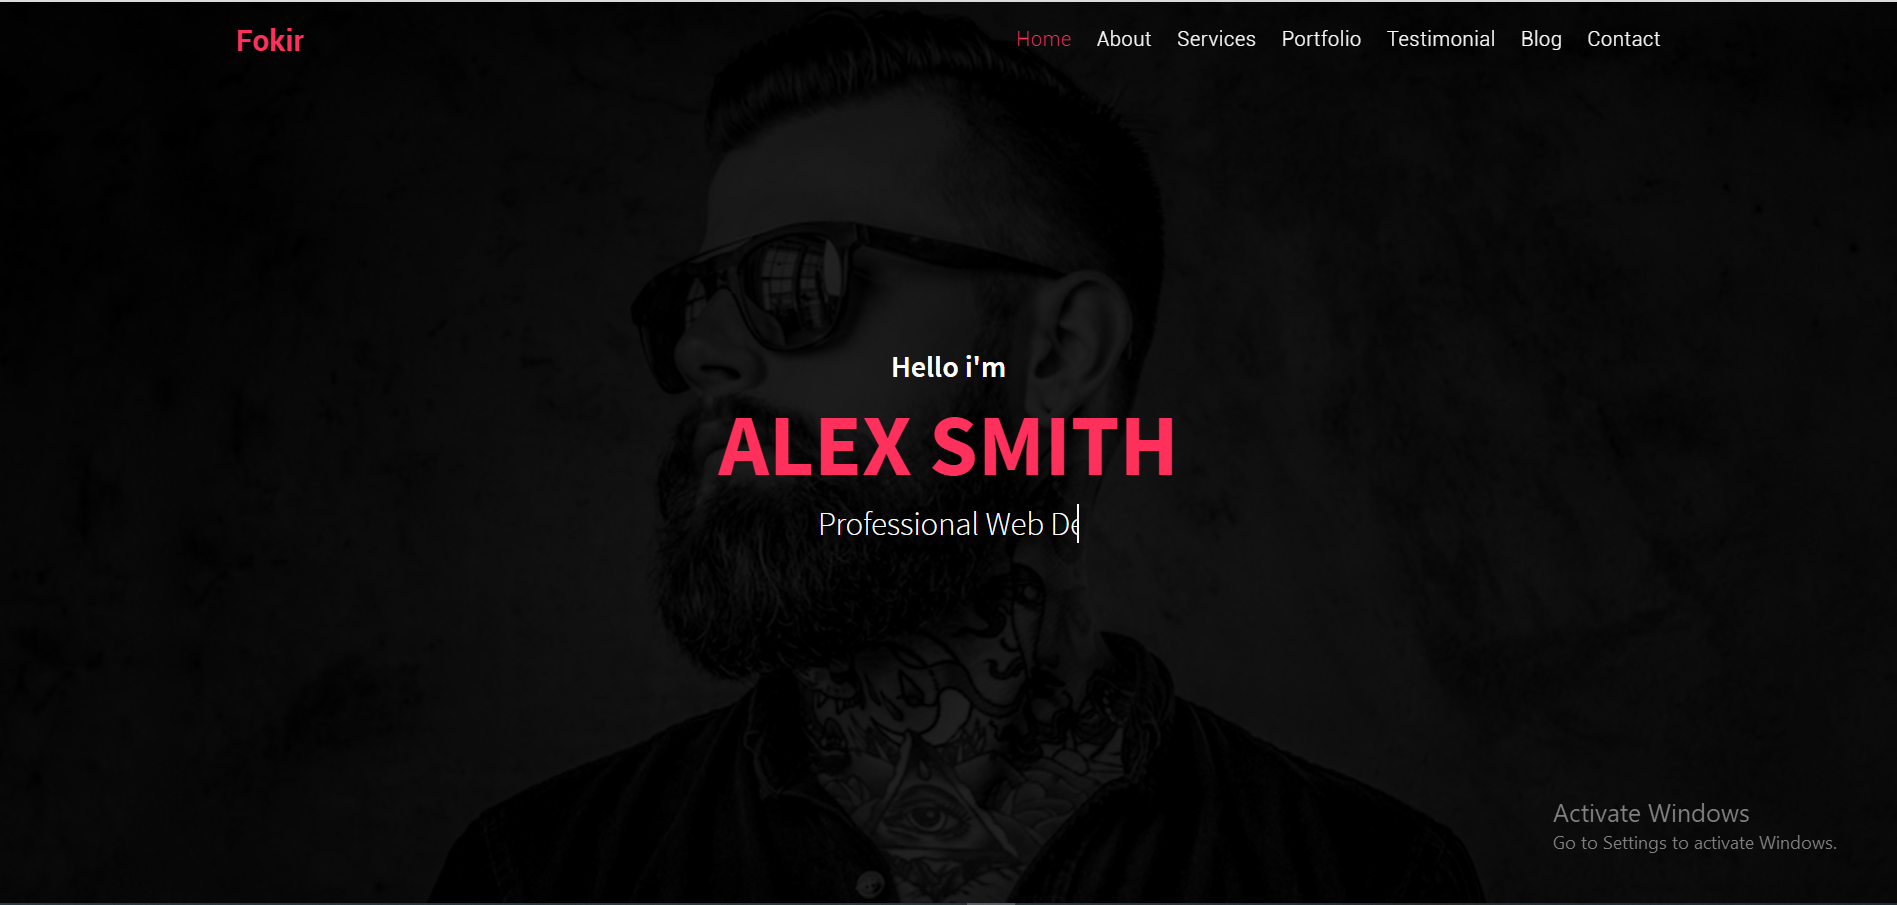 Fokir
Home About Services Portfolio Testimonial Blog Contact
Hello i'm
ALEX SMITH
Professional Web De
Activate Windows
Go to Settings to activate Windows.